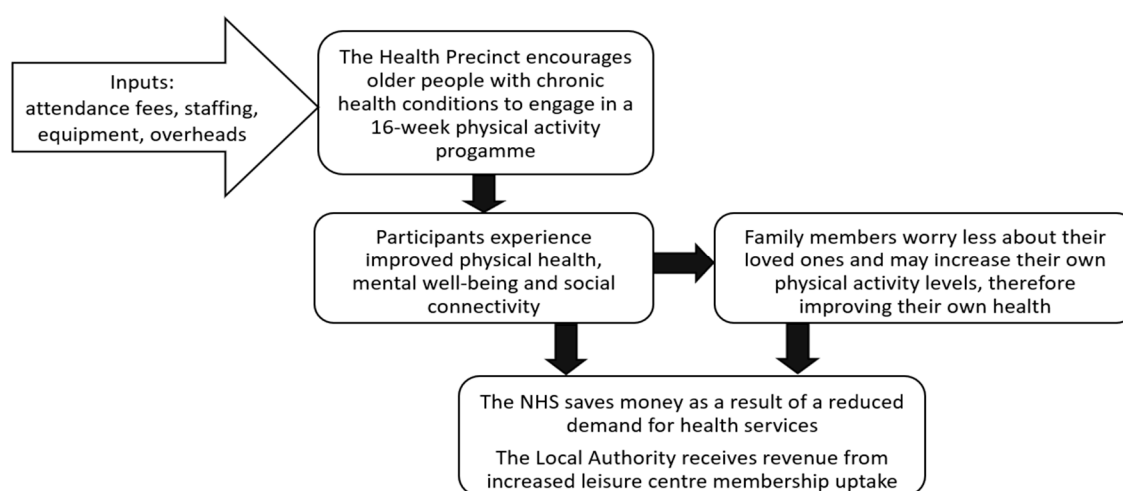 Inputs:
attendance fees, staffing,
equipment, overheads
The Health Precinct encourages
older people with chronic
health conditions to engage in a
16-week physical activity
progamme
Participants experience
improved physical health,
mental well-being and social
connectivity
Family members worry less about their
loved ones and may increase their own
physical activity levels, therefore
improving their own health
The NHS saves money as a result of a reduced
demand for health services
The Local Authority receives revenue from
increased leisure centre membership uptake